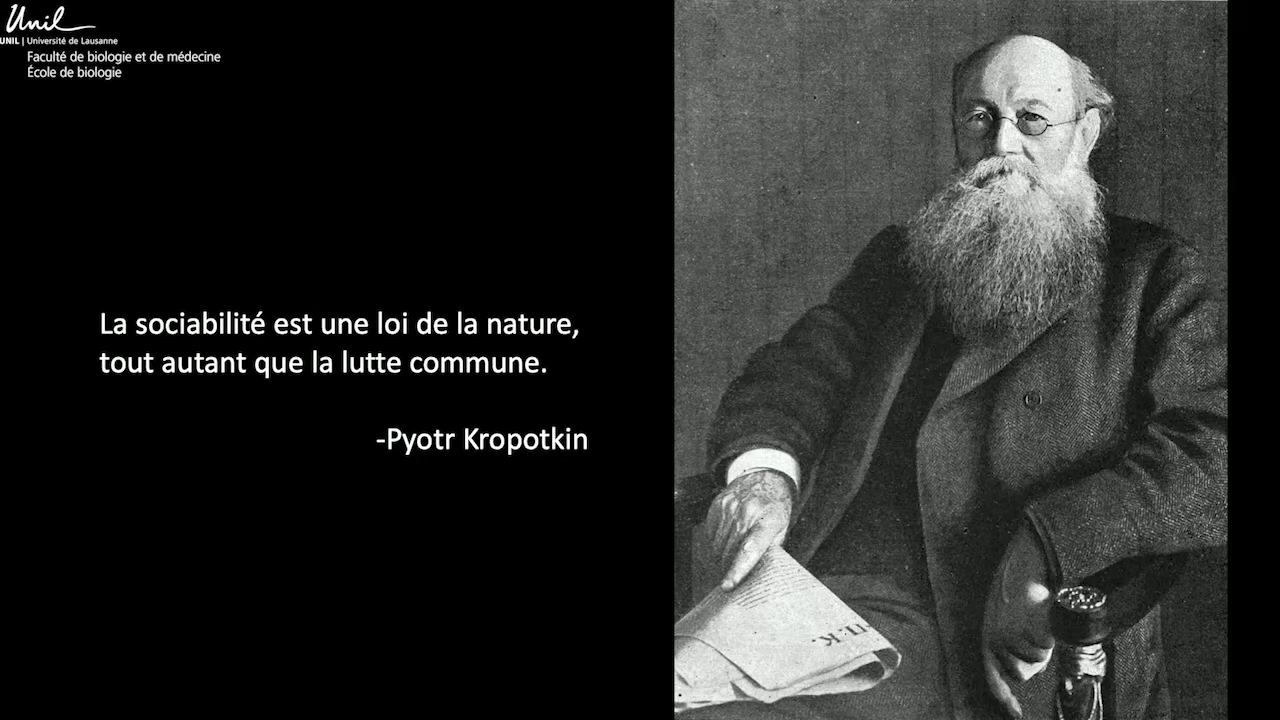 Unil
UNIL | Université de Lausanne
Faculté de biologie et de médecine
École de biologie
La sociabilité est une loi de la nature,
tout autant que la lutte commune.
-Pyotr Kropotkin
П.К.